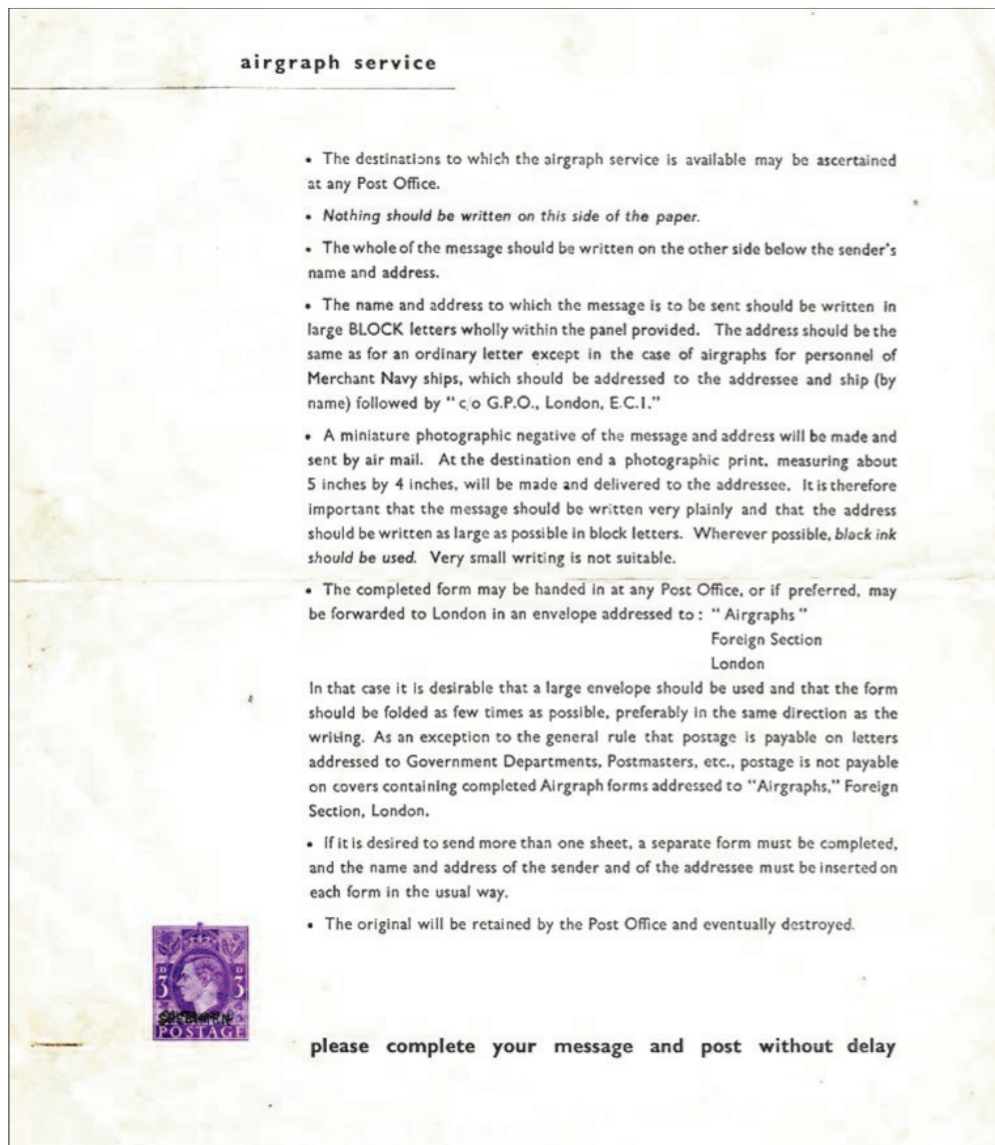 airgraph service
• The destinations to which the airgraph service is available may be ascertained
at any Post Office.
• Nothing should be written on this side of the paper.
• The whole of the message should be written on the other side below the sender's
name and address.
• The name and address to which the message is to be sent should be written in
large BLOCK letters wholly within the panel provided. The address should be the
same as for an ordinary letter except in the case of airgraphs for personnel of
Merchant Navy ships, which should be addressed to the addressee and ship (by
name) followed by "c/o G.P.O., London, E.C.I."
• A miniature photographic negative of the message and address will be made and
sent by air mail. At the destination end a photographic print, measuring about
5 inches by 4 inches, will be made and delivered to the addressee. It is therefore
important that the message should be written very plainly and that the address
should be written as large as possible in block letters. Wherever possible, black ink
should be used. Very small writing is not suitable.
• The completed form may be handed in at any Post Office, or if preferred, may
be forwarded to London in an envelope addressed to : "Airgraphs"
Foreign Section
London
In that case it is desirable that a large envelope should be used and that the form
should be folded as few times as possible, preferably in the same direction as the
writing. As an exception to the general rule that postage is payable on letters
addressed to Government Departments, Postmasters, etc., postage is not payable
on covers containing completed Airgraph forms addressed to "Airgraphs," Foreign
Section, London.
• If it is desired to send more than one sheet, a separate form must be completed,
and the name and address of the sender and of the addressee must be inserted on
each form in the usual way.
• The original will be retained by the Post Office and eventually destroyed.
D D
3 3
SPECIMEN
POSTAGE
please complete your message and post without delay